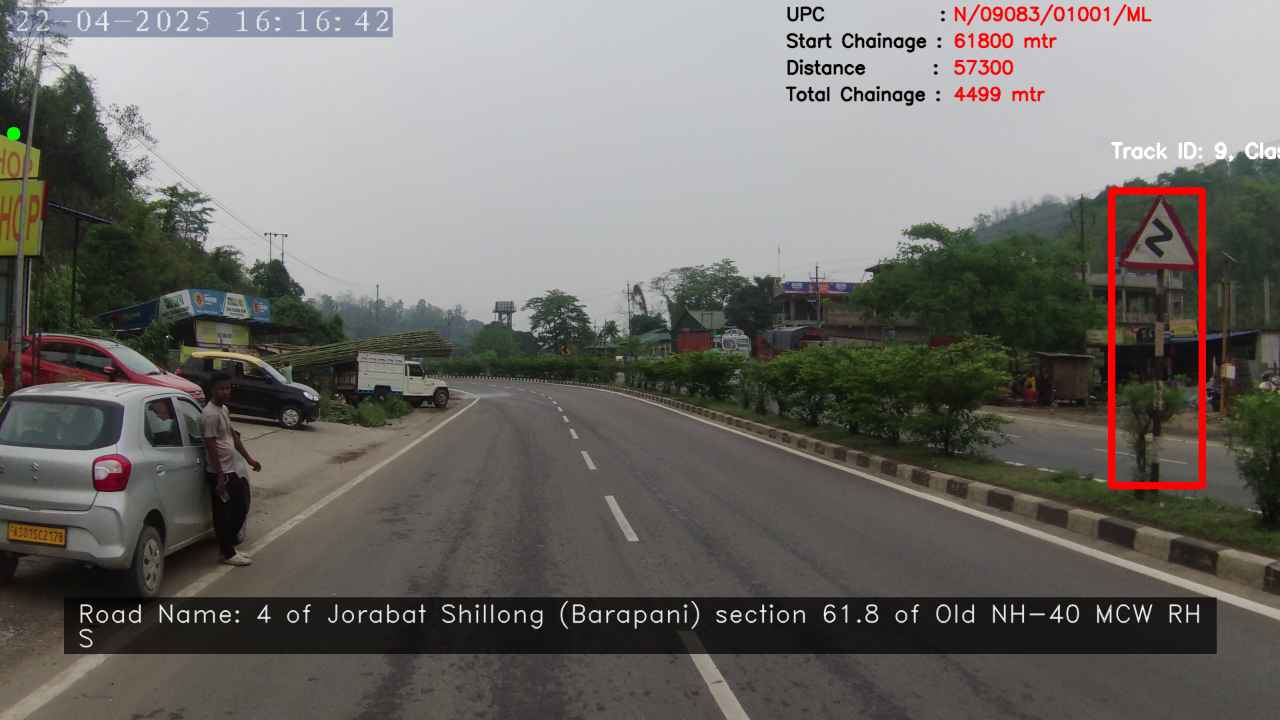 22-04-2025 16:16:42
UPC : N/09083/01001/ML
Start Chainage : 61800 mtr
Distance : 57300
Total Chainage : 4499 mtr
Track ID: 9, Clas
HOP
HOP
Road Name: 4 of Jorabat Shillong (Barapani) section 61.8 of Old NH-40 MCW RH
S